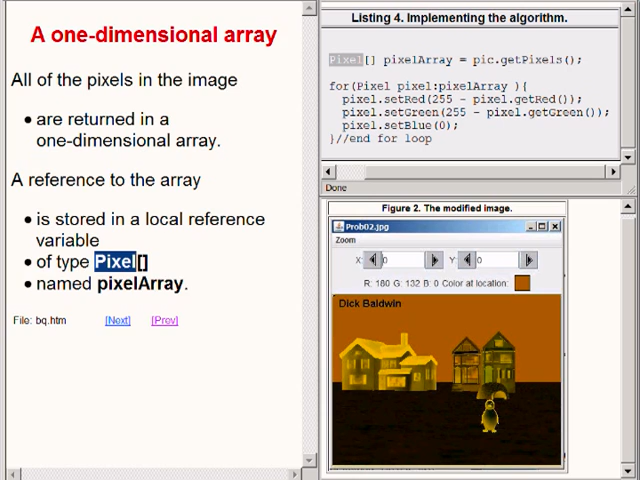 A one-dimensional array
All of the pixels in the image
• are returned in a
one-dimensional array.
A reference to the array
• is stored in a local reference
variable
• of type Pixel[]
• named pixelArray.
File: bq.htm [Next] [Prev]
Listing 4. Implementing the algorithm.
Pixel[] pixelArray = pic.getPixels();
for(Pixel pixel:pixelArray ){
pixel.setRed(255 - pixel.getRed());
pixel.setGreen(255 - pixel.getGreen());
pixel.setBlue(0);
}//end for loop
Done
Figure 2. The modified image.
Prob02.jpg
Zoom
X: 0 Y: 0
R: 180 G: 132 B: 0 Color at location:
Dick Baldwin